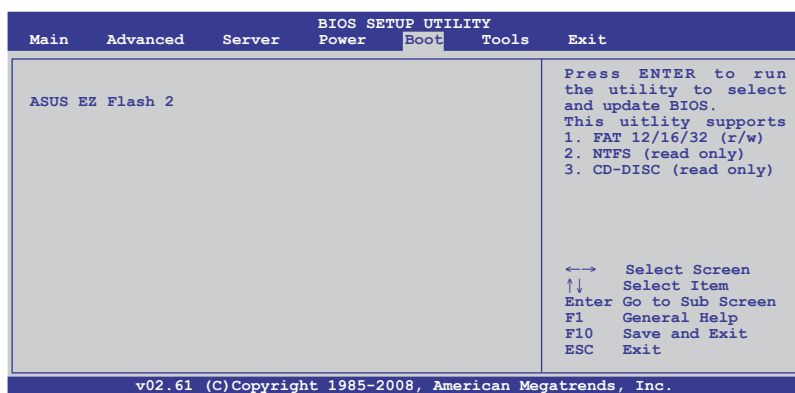 BIOS SETUP UTILITY
Main Advanced Server Power Boot Tools Exit
ASUS EZ Flash 2
Press ENTER to run
the utility to select
and update BIOS.
This uitlity supports
1. FAT 12/16/32 (r/w)
2. NTFS (read only)
3. CD-DISC (read only)
←→ Select Screen
↑↓ Select Item
Enter Go to Sub Screen
F1 General Help
F10 Save and Exit
ESC Exit
v02.61 (C)Copyright 1985-2008, American Megatrends, Inc.